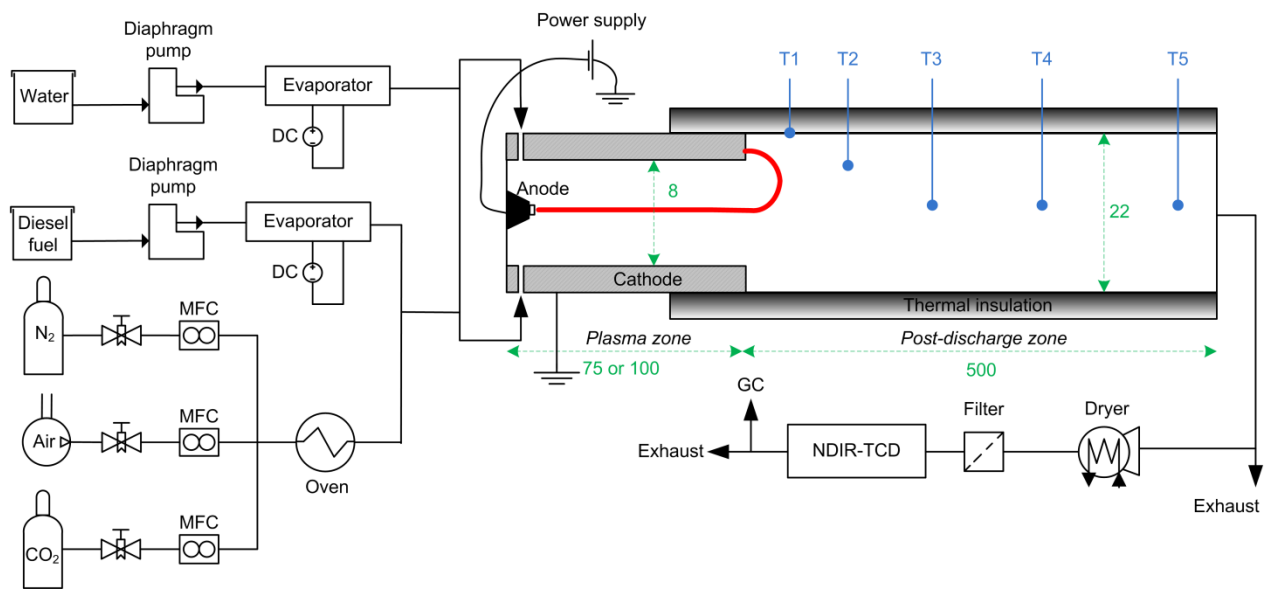 Power supply
Diaphragm
pump
Water
Evaporator
DC
T1
T2
T3
T4
T5
Diaphragm
pump
Diesel
fuel
Evaporator
DC
Anode
8
22
Cathode
Thermal insulation
Plasma zone
Post-discharge zone
75 or 100
500
N2
MFC
Air
MFC
Oven
CO2
MFC
GC
Exhaust
NDIR-TCD
Filter
Dryer
Exhaust